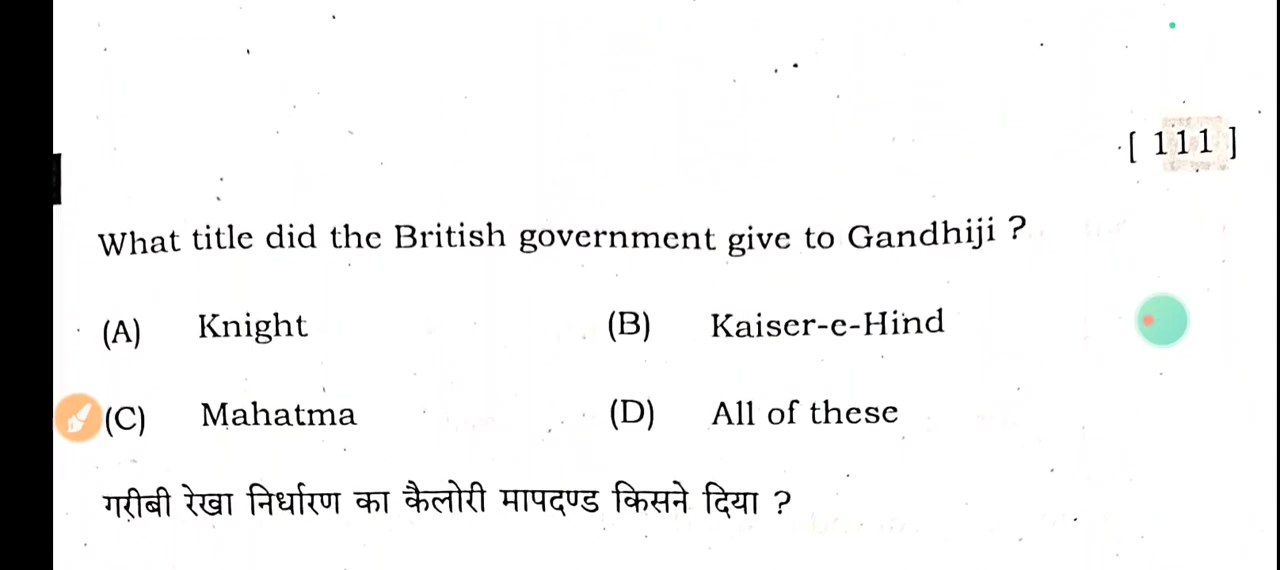 [ 111 ]
What title did the British government give to Gandhiji ?
(A) Knight (B) Kaiser-e-Hind
(C) Mahatma (D) All of these
गरीबी रेखा निर्धारण का कैलोरी मापदण्ड किसने दिया ?